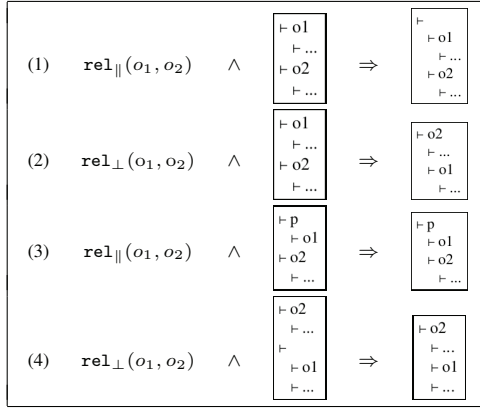 (1) rel∥(o₁, o₂) ∧ ⊢ o1 ⇒ ⊢
⊢ ... ⊢ o1
⊢ o2 ⊢ ...
⊢ ... ⊢ o2
⊢ ...
(2) rel⊥(o₁, o₂) ∧ ⊢ o1 ⇒ ⊢ o2
⊢ ... ⊢ ...
⊢ o2 ⊢ o1
⊢ ... ⊢ ...
(3) rel∥(o₁, o₂) ∧ ⊢ p ⇒ ⊢ p
⊢ o1 ⊢ o1
⊢ o2 ⊢ o2
⊢ ... ⊢ ...
(4) rel⊥(o₁, o₂) ∧ ⊢ o2 ⇒ ⊢ o2
⊢ ... ⊢ ...
⊢ ⊢ o1
⊢ o1 ⊢ ...
⊢ ...